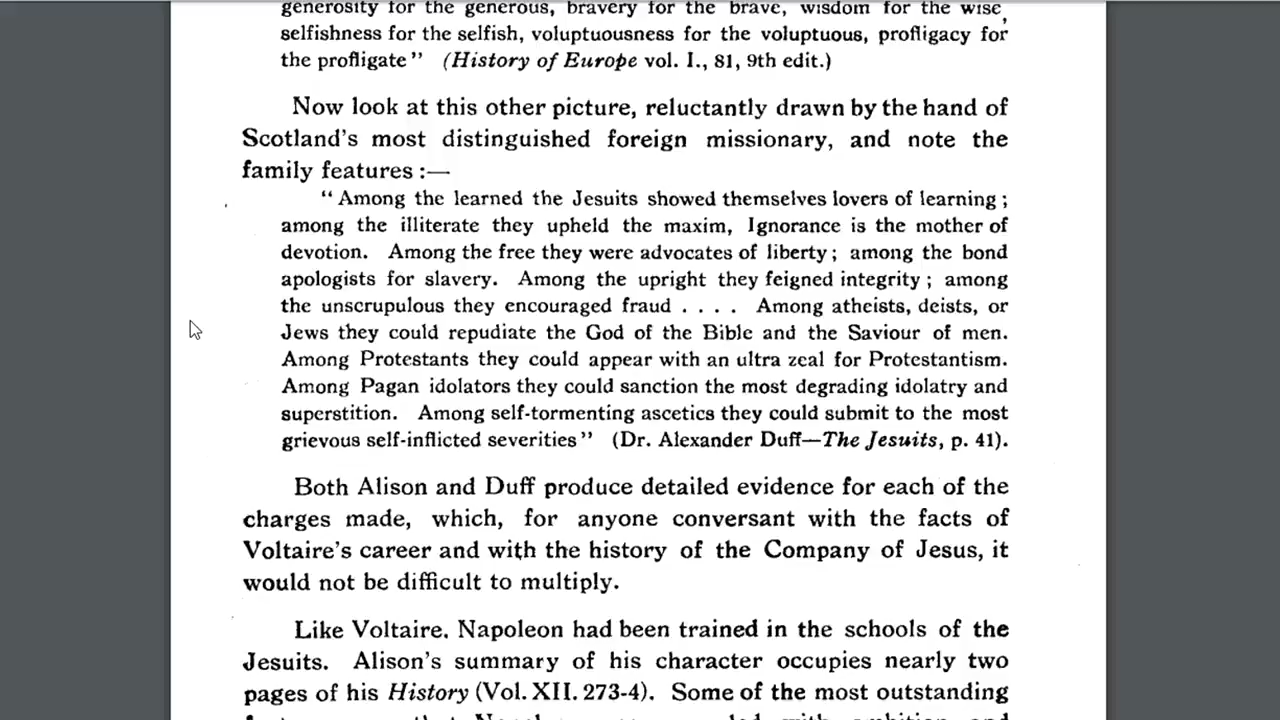 generosity for the generous, bravery for the brave, wisdom for the wise,
selfishness for the selfish, voluptuousness for the voluptuous, profligacy for
the profligate" (History of Europe vol. I., 81, 9th edit.)
Now look at this other picture, reluctantly drawn by the hand of
Scotland's most distinguished foreign missionary, and note the
family features :—
"Among the learned the Jesuits showed themselves lovers of learning ;
among the illiterate they upheld the maxim, Ignorance is the mother of
devotion. Among the free they were advocates of liberty ; among the bond
apologists for slavery. Among the upright they feigned integrity ; among
the unscrupulous they encouraged fraud . . . . Among atheists, deists, or
Jews they could repudiate the God of the Bible and the Saviour of men.
Among Protestants they could appear with an ultra zeal for Protestantism.
Among Pagan idolators they could sanction the most degrading idolatry and
superstition. Among self-tormenting ascetics they could submit to the most
grievous self-inflicted severities" (Dr. Alexander Duff—The Jesuits, p. 41).
Both Alison and Duff produce detailed evidence for each of the
charges made, which, for anyone conversant with the facts of
Voltaire's career and with the history of the Company of Jesus, it
would not be difficult to multiply.
Like Voltaire. Napoleon had been trained in the schools of the
Jesuits. Alison's summary of his character occupies nearly two
pages of his History (Vol. XII. 273-4). Some of the most outstanding